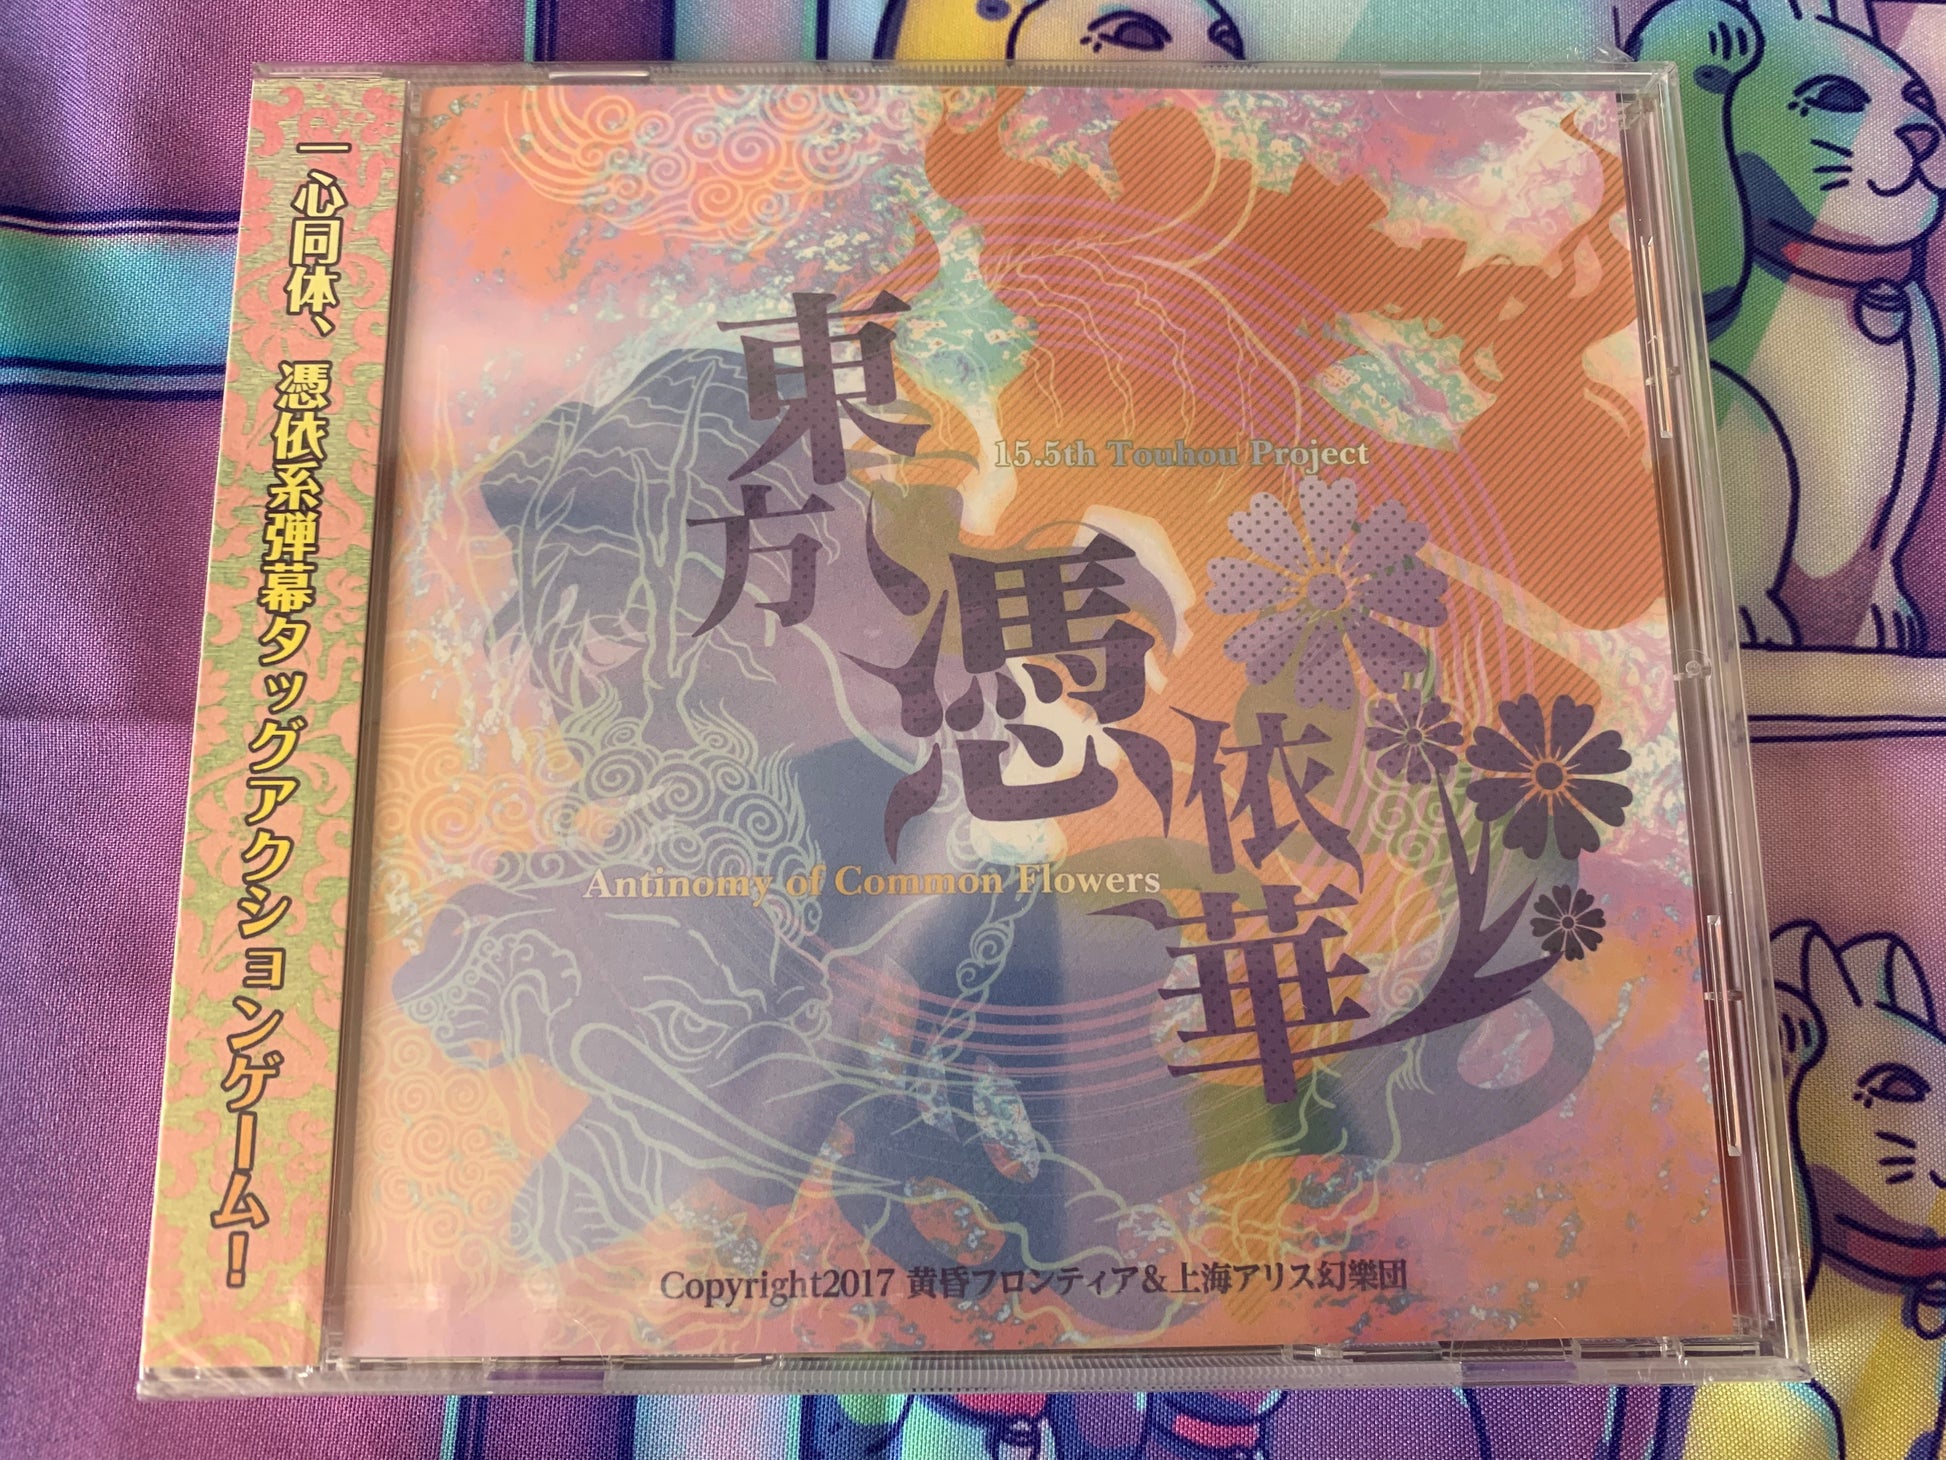 一心同体、憑依系弾幕タッグアクションゲーム！
東方憑依華
15.5th Touhou Project
Antinomy of Common Flowers
Copyright2017 黄昏フロンティア＆上海アリス幻樂団